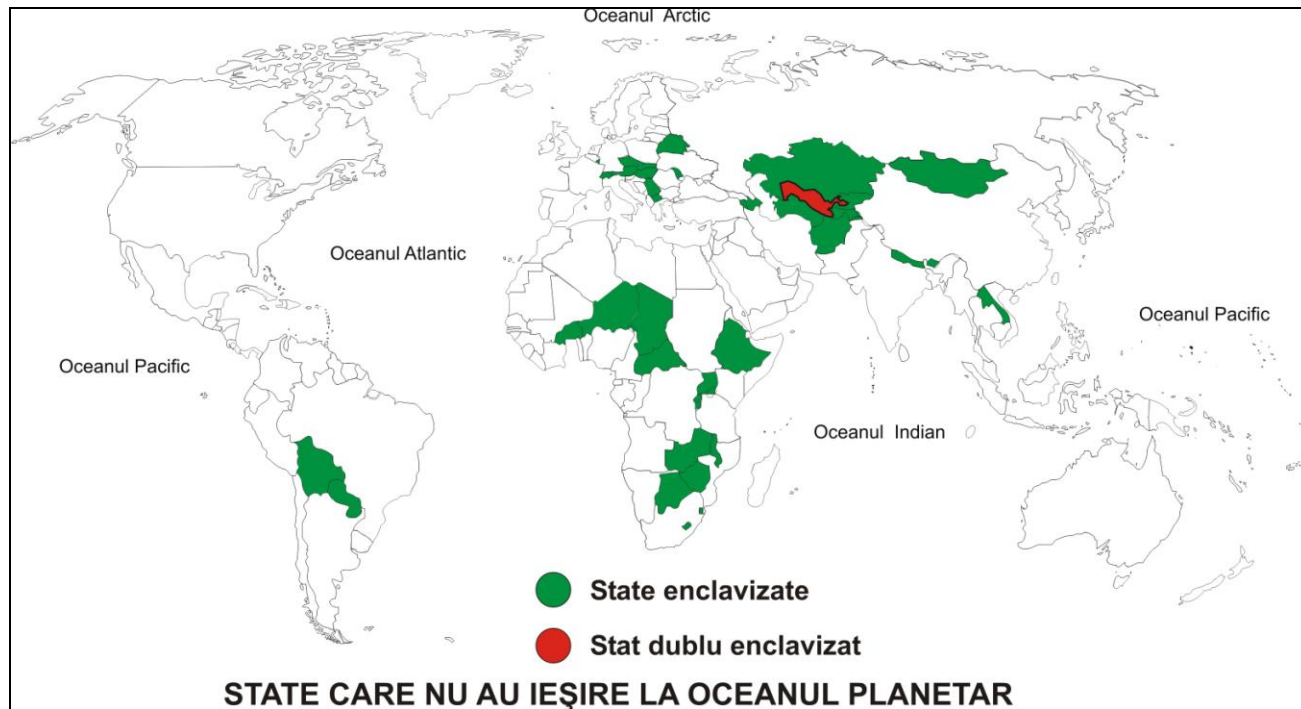 Oceanul Arctic
Oceanul Atlantic
Oceanul Pacific
Oceanul Pacific
Oceanul Indian
State enclavizate
Stat dublu enclavizat
STATE CARE NU AU IEŞIRE LA OCEANUL PLANETAR